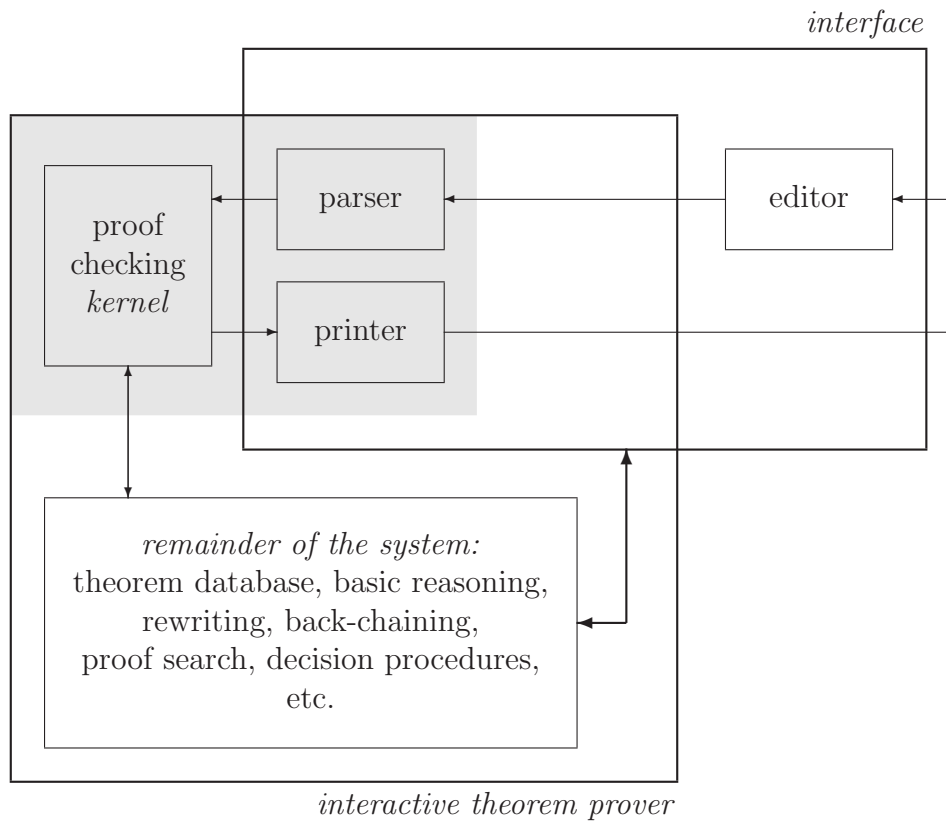 interface
parser
editor
proof
checking
kernel
printer
remainder of the system:
theorem database, basic reasoning,
rewriting, back-chaining,
proof search, decision procedures,
etc.
interactive theorem prover